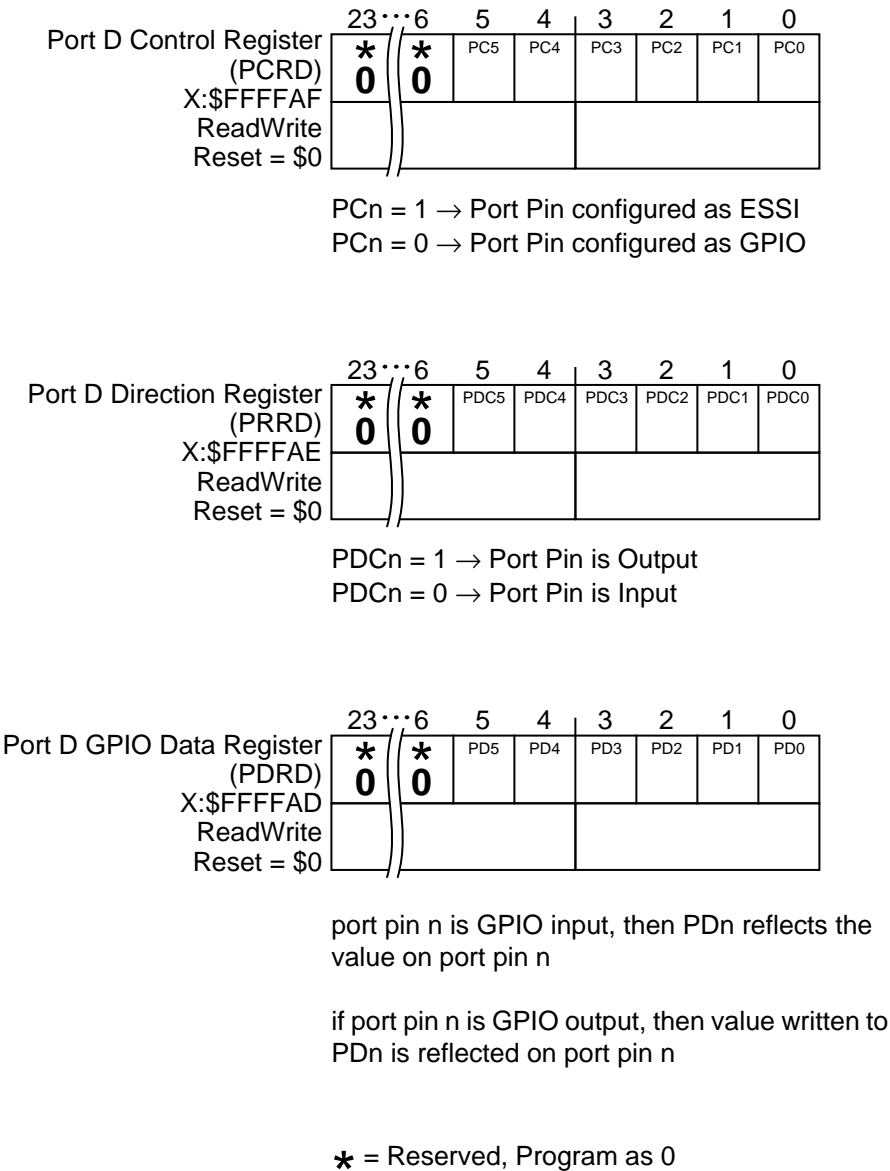 23 ··· 6 5 4 3 2 1 0
Port D Control Register
(PCRD)
X:$FFFFAF
ReadWrite
Reset = $0
* * PC5 PC4 PC3 PC2 PC1 PC0
0 0
PCn = 1 → Port Pin configured as ESSI
PCn = 0 → Port Pin configured as GPIO
23 ··· 6 5 4 3 2 1 0
Port D Direction Register
(PRRD)
X:$FFFFAE
ReadWrite
Reset = $0
* * PDC5 PDC4 PDC3 PDC2 PDC1 PDC0
0 0
PDCn = 1 → Port Pin is Output
PDCn = 0 → Port Pin is Input
23 ··· 6 5 4 3 2 1 0
Port D GPIO Data Register
(PDRD)
X:$FFFFAD
ReadWrite
Reset = $0
* * PD5 PD4 PD3 PD2 PD1 PD0
0 0
port pin n is GPIO input, then PDn reflects the
value on port pin n
if port pin n is GPIO output, then value written to
PDn is reflected on port pin n
* = Reserved, Program as 0